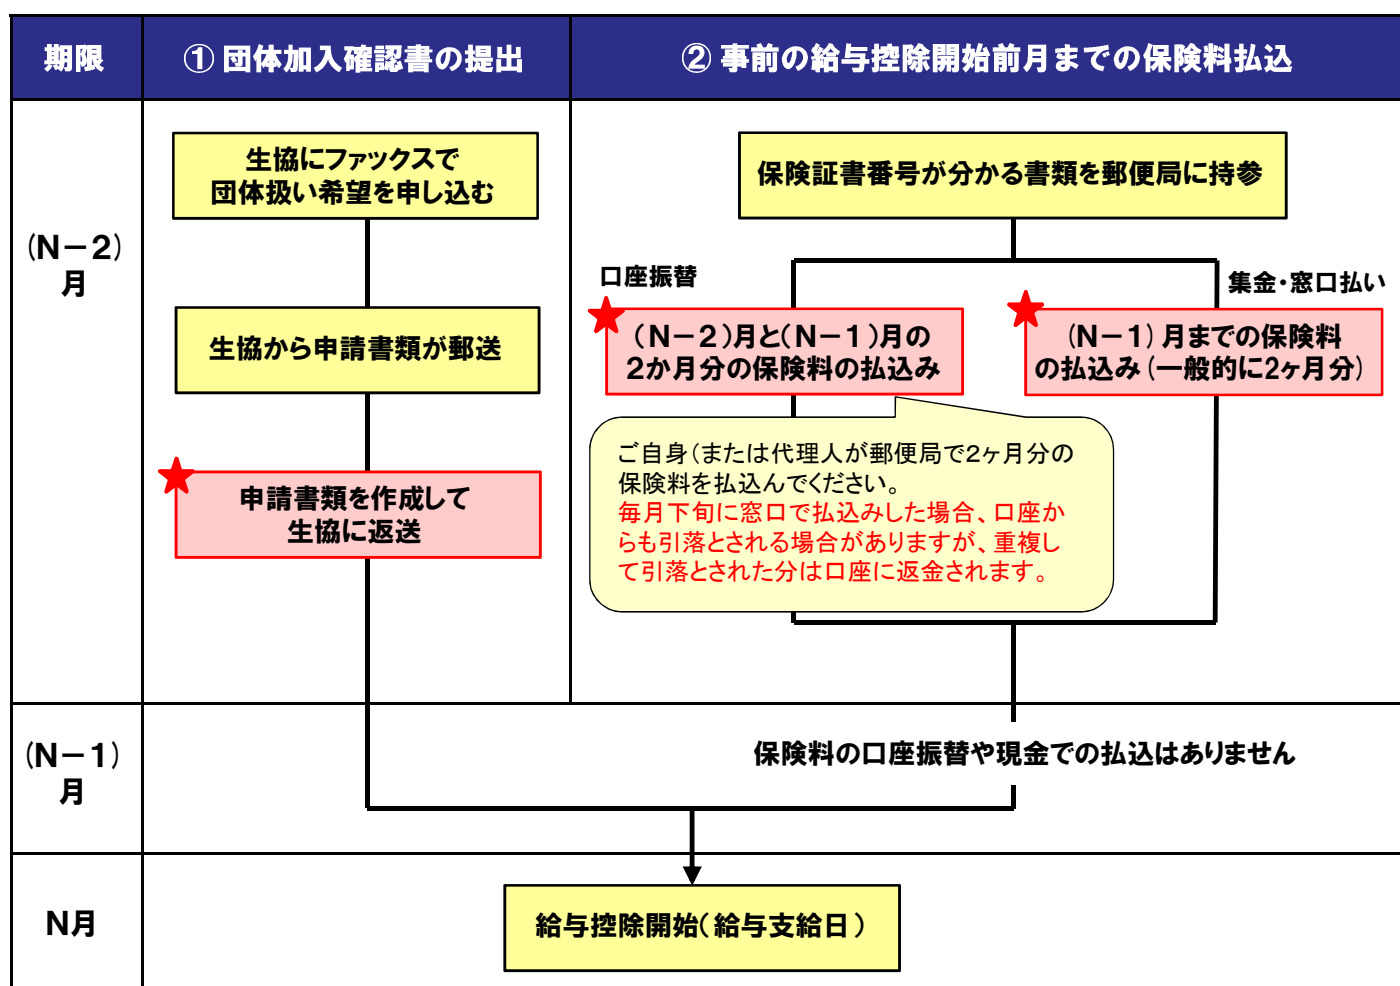 期限
① 団体加入確認書の提出
② 事前の給与控除開始前月までの保険料払込
(N－2)
月
生協にファックスで
団体扱い希望を申し込む
生協から申請書類が郵送
申請書類を作成して
生協に返送
保険証書番号が分かる書類を郵便局に持参
口座振替
集金・窓口払い
（N－2）月と(N－1)月の
2か月分の保険料の払込み
(N－1) 月までの保険料
の払込み (一般的に2ヶ月分)
ご自身（または代理人が郵便局で2ヶ月分の
保険料を払込んでください。
毎月下旬に窓口で払込みした場合、口座か
らも引落とされる場合がありますが、重複し
て引落とされた分は口座に返金されます。
(N－1)
月
保険料の口座振替や現金での払込はありません
N月
給与控除開始(給与支給日)